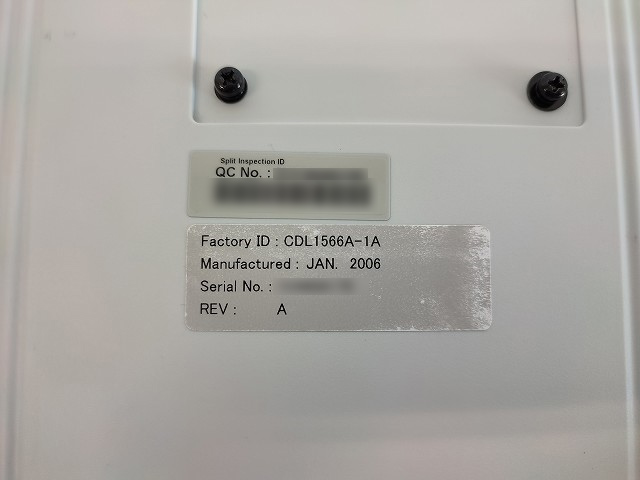 Split Inspection ID
QC No. :
Factory ID : CDL1566A-1A
Manufactured : JAN. 2006
Serial No. :
REV : A